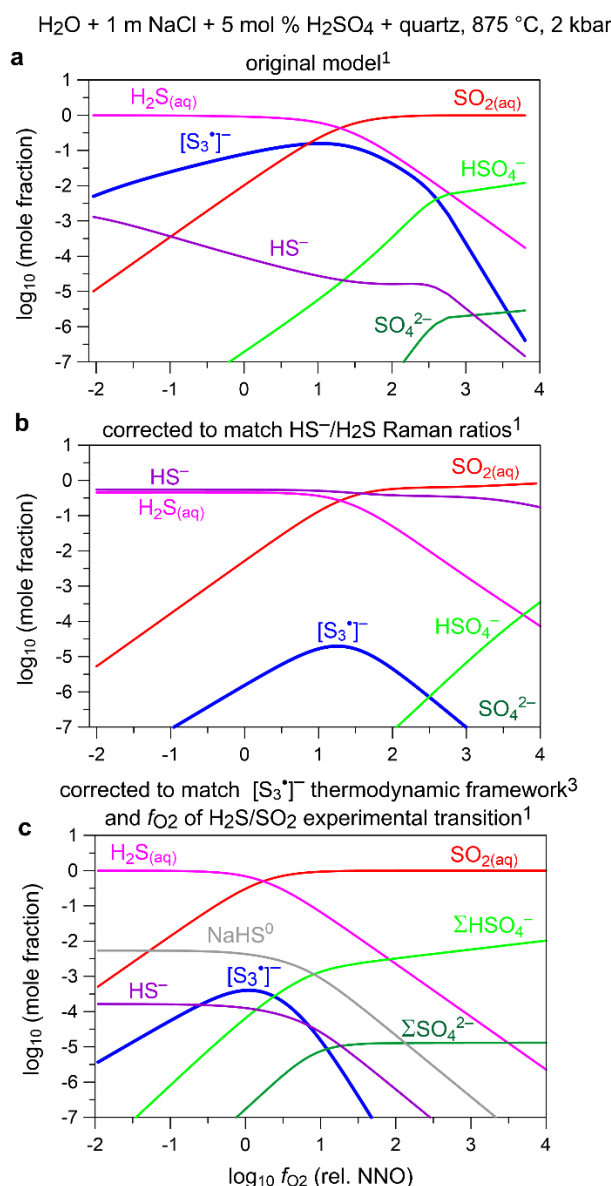 H₂O + 1 m NaCl + 5 mol % H₂SO₄ + quartz, 875 °C, 2 kbar
a
original model¹
1
0
-1
-2
-3
-4
-5
-6
-7
log₁₀ (mole fraction)
H₂S(aq)
SO₂(aq)
[S₃•]⁻
HSO₄⁻
HS⁻
SO₄²⁻
-2 -1 0 1 2 3 4
b
corrected to match HS⁻/H₂S Raman ratios¹
1
0
-1
-2
-3
-4
-5
-6
-7
log₁₀ (mole fraction)
HS⁻
SO₂(aq)
H₂S(aq)
[S₃•]⁻
HSO₄⁻
SO₄²⁻
-2 -1 0 1 2 3 4
corrected to match [S₃•]⁻ thermodynamic framework³
and fO2 of H₂S/SO₂ experimental transition¹
c
1
0
-1
-2
-3
-4
-5
-6
-7
log₁₀ (mole fraction)
H₂S(aq)
SO₂(aq)
NaHS⁰
ΣHSO₄⁻
[S₃•]⁻
HS⁻
ΣSO₄²⁻
-2 -1 0 1 2 3 4
log₁₀ fO2 (rel. NNO)